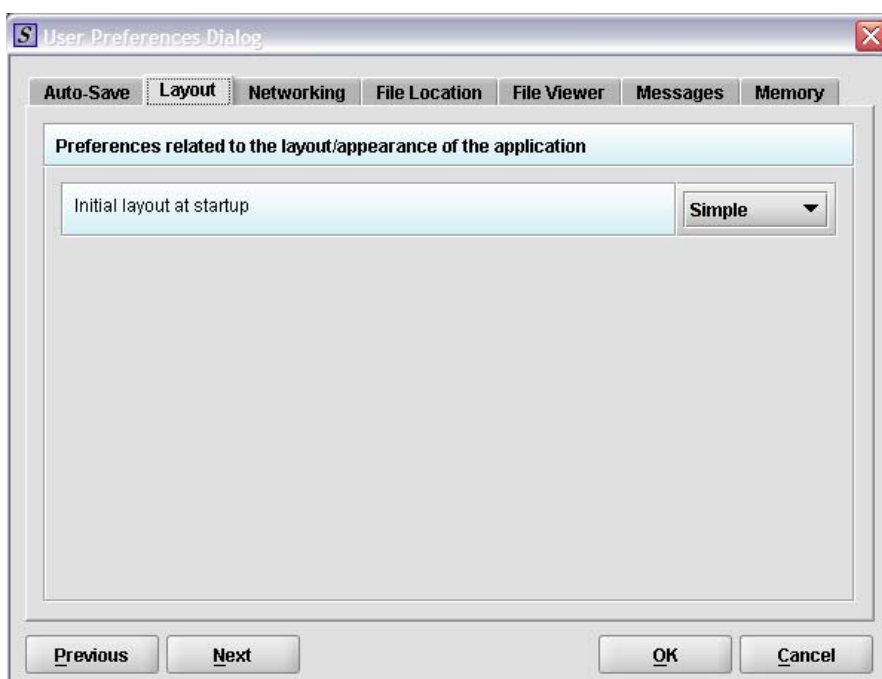 S User Preferences Dialog
Auto-Save Layout Networking File Location File Viewer Messages Memory
Preferences related to the layout/appearance of the application
Initial layout at startup Simple
Previous Next OK Cancel